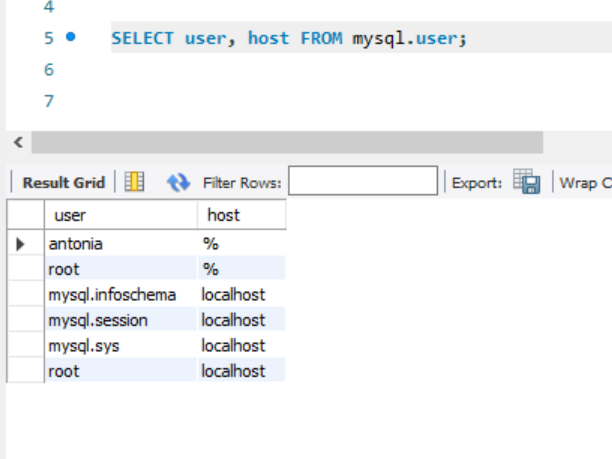 4
5 SELECT user, host FROM mysql.user;
6
7
Result Grid Filter Rows: Export: Wrap C
user host
antonia %
root %
mysql.infoschema localhost
mysql.session localhost
mysql.sys localhost
root localhost